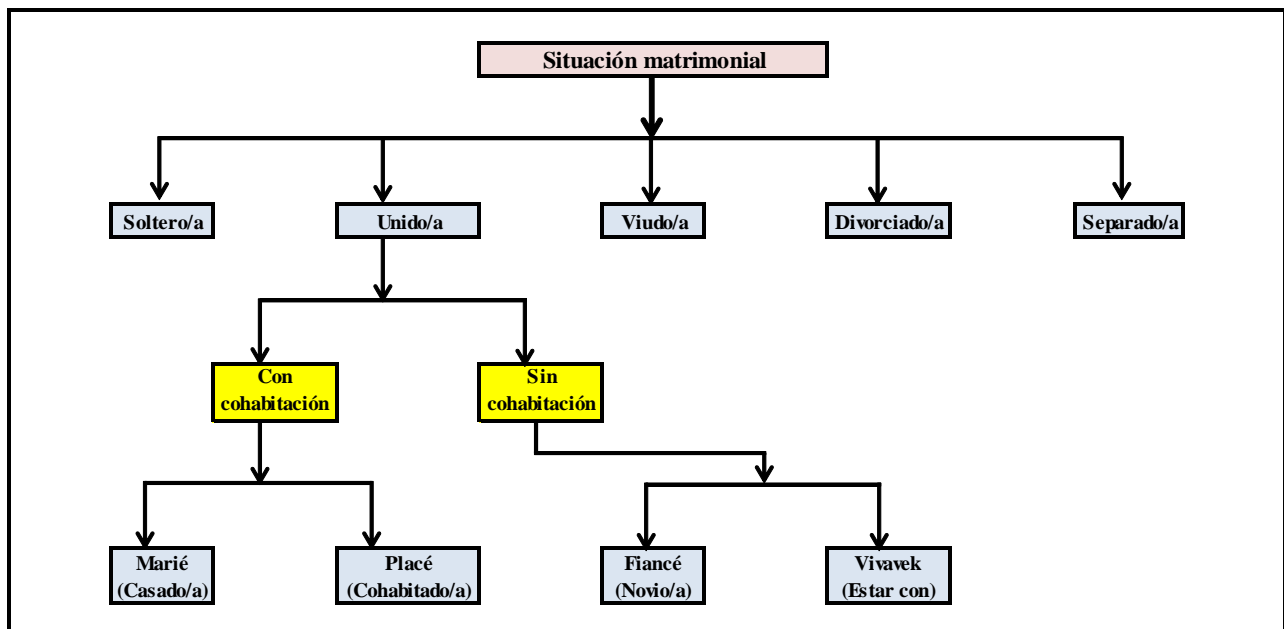 Situación matrimonial
Soltero/a
Unido/a
Viudo/a
Divorciado/a
Separado/a
Con
cohabitación
Sin
cohabitación
Marié
(Casado/a)
Placé
(Cohabitado/a)
Fiancé
(Novio/a)
Vivavek
(Estar con)